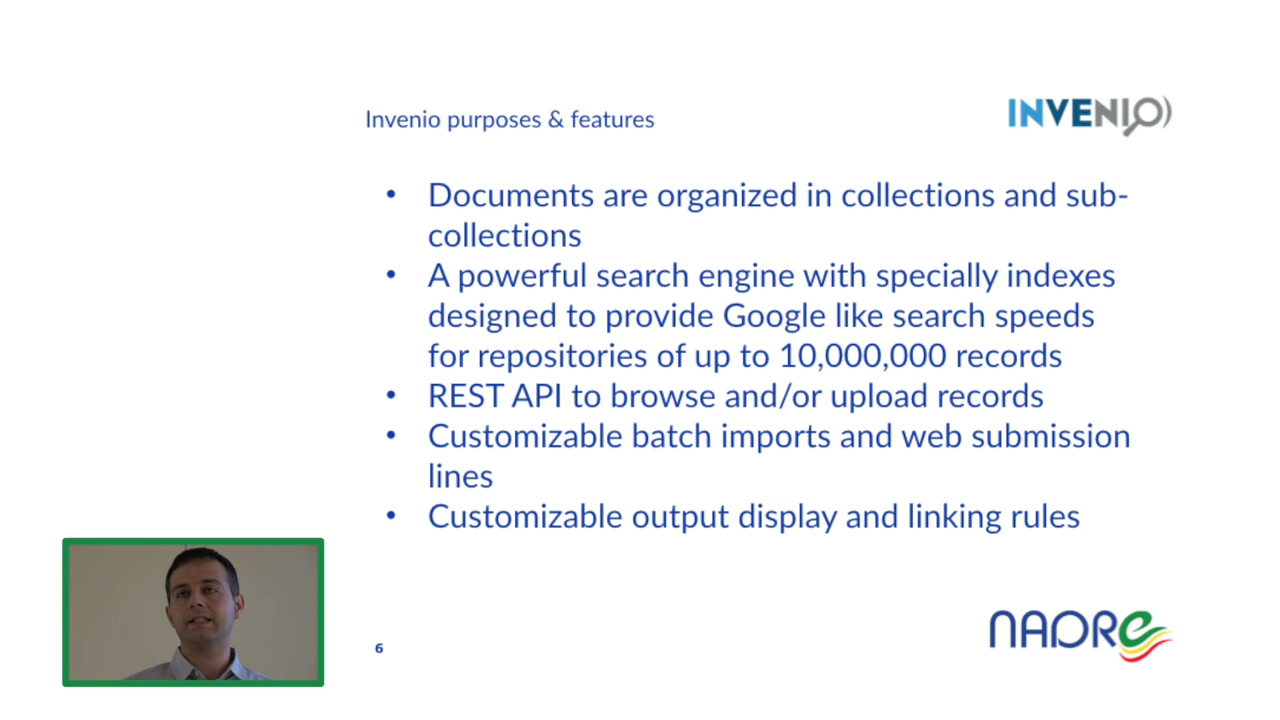 Invenio purposes & features
INVENIO
• Documents are organized in collections and sub-
collections
• A powerful search engine with specially indexes
designed to provide Google like search speeds
for repositories of up to 10,000,000 records
• REST API to browse and/or upload records
• Customizable batch imports and web submission
lines
• Customizable output display and linking rules
6
NADRe